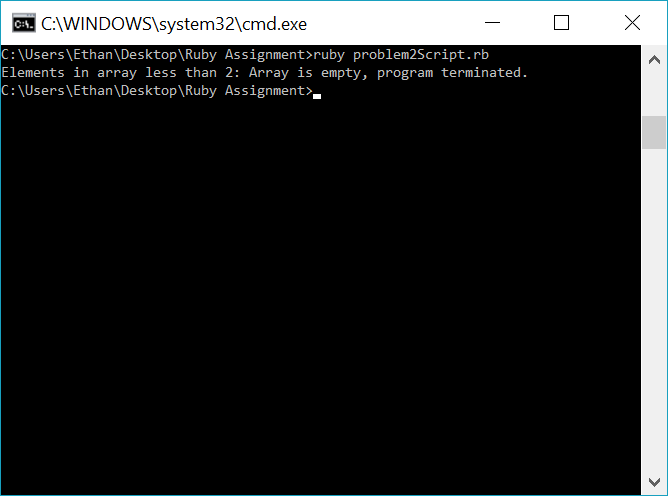 C:\WINDOWS\system32\cmd.exe
C:\Users\Ethan\Desktop\Ruby Assignment>ruby problem2Script.rb
Elements in array less than 2: Array is empty, program terminated.
C:\Users\Ethan\Desktop\Ruby Assignment>